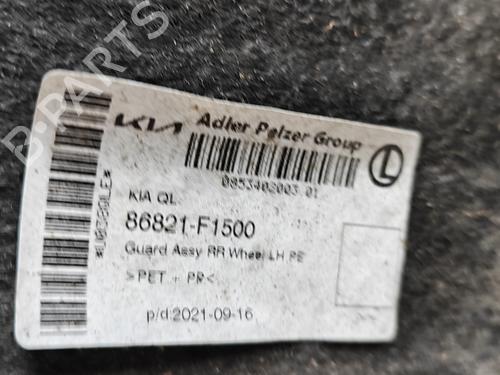 KIA Adler Pelzer Group
L
0853402003 01
KIA QL
86821-F1500
Guard Assy RR Wheel LH PE
>PET + PP<
p/d:2021-09-16
B-PARTS